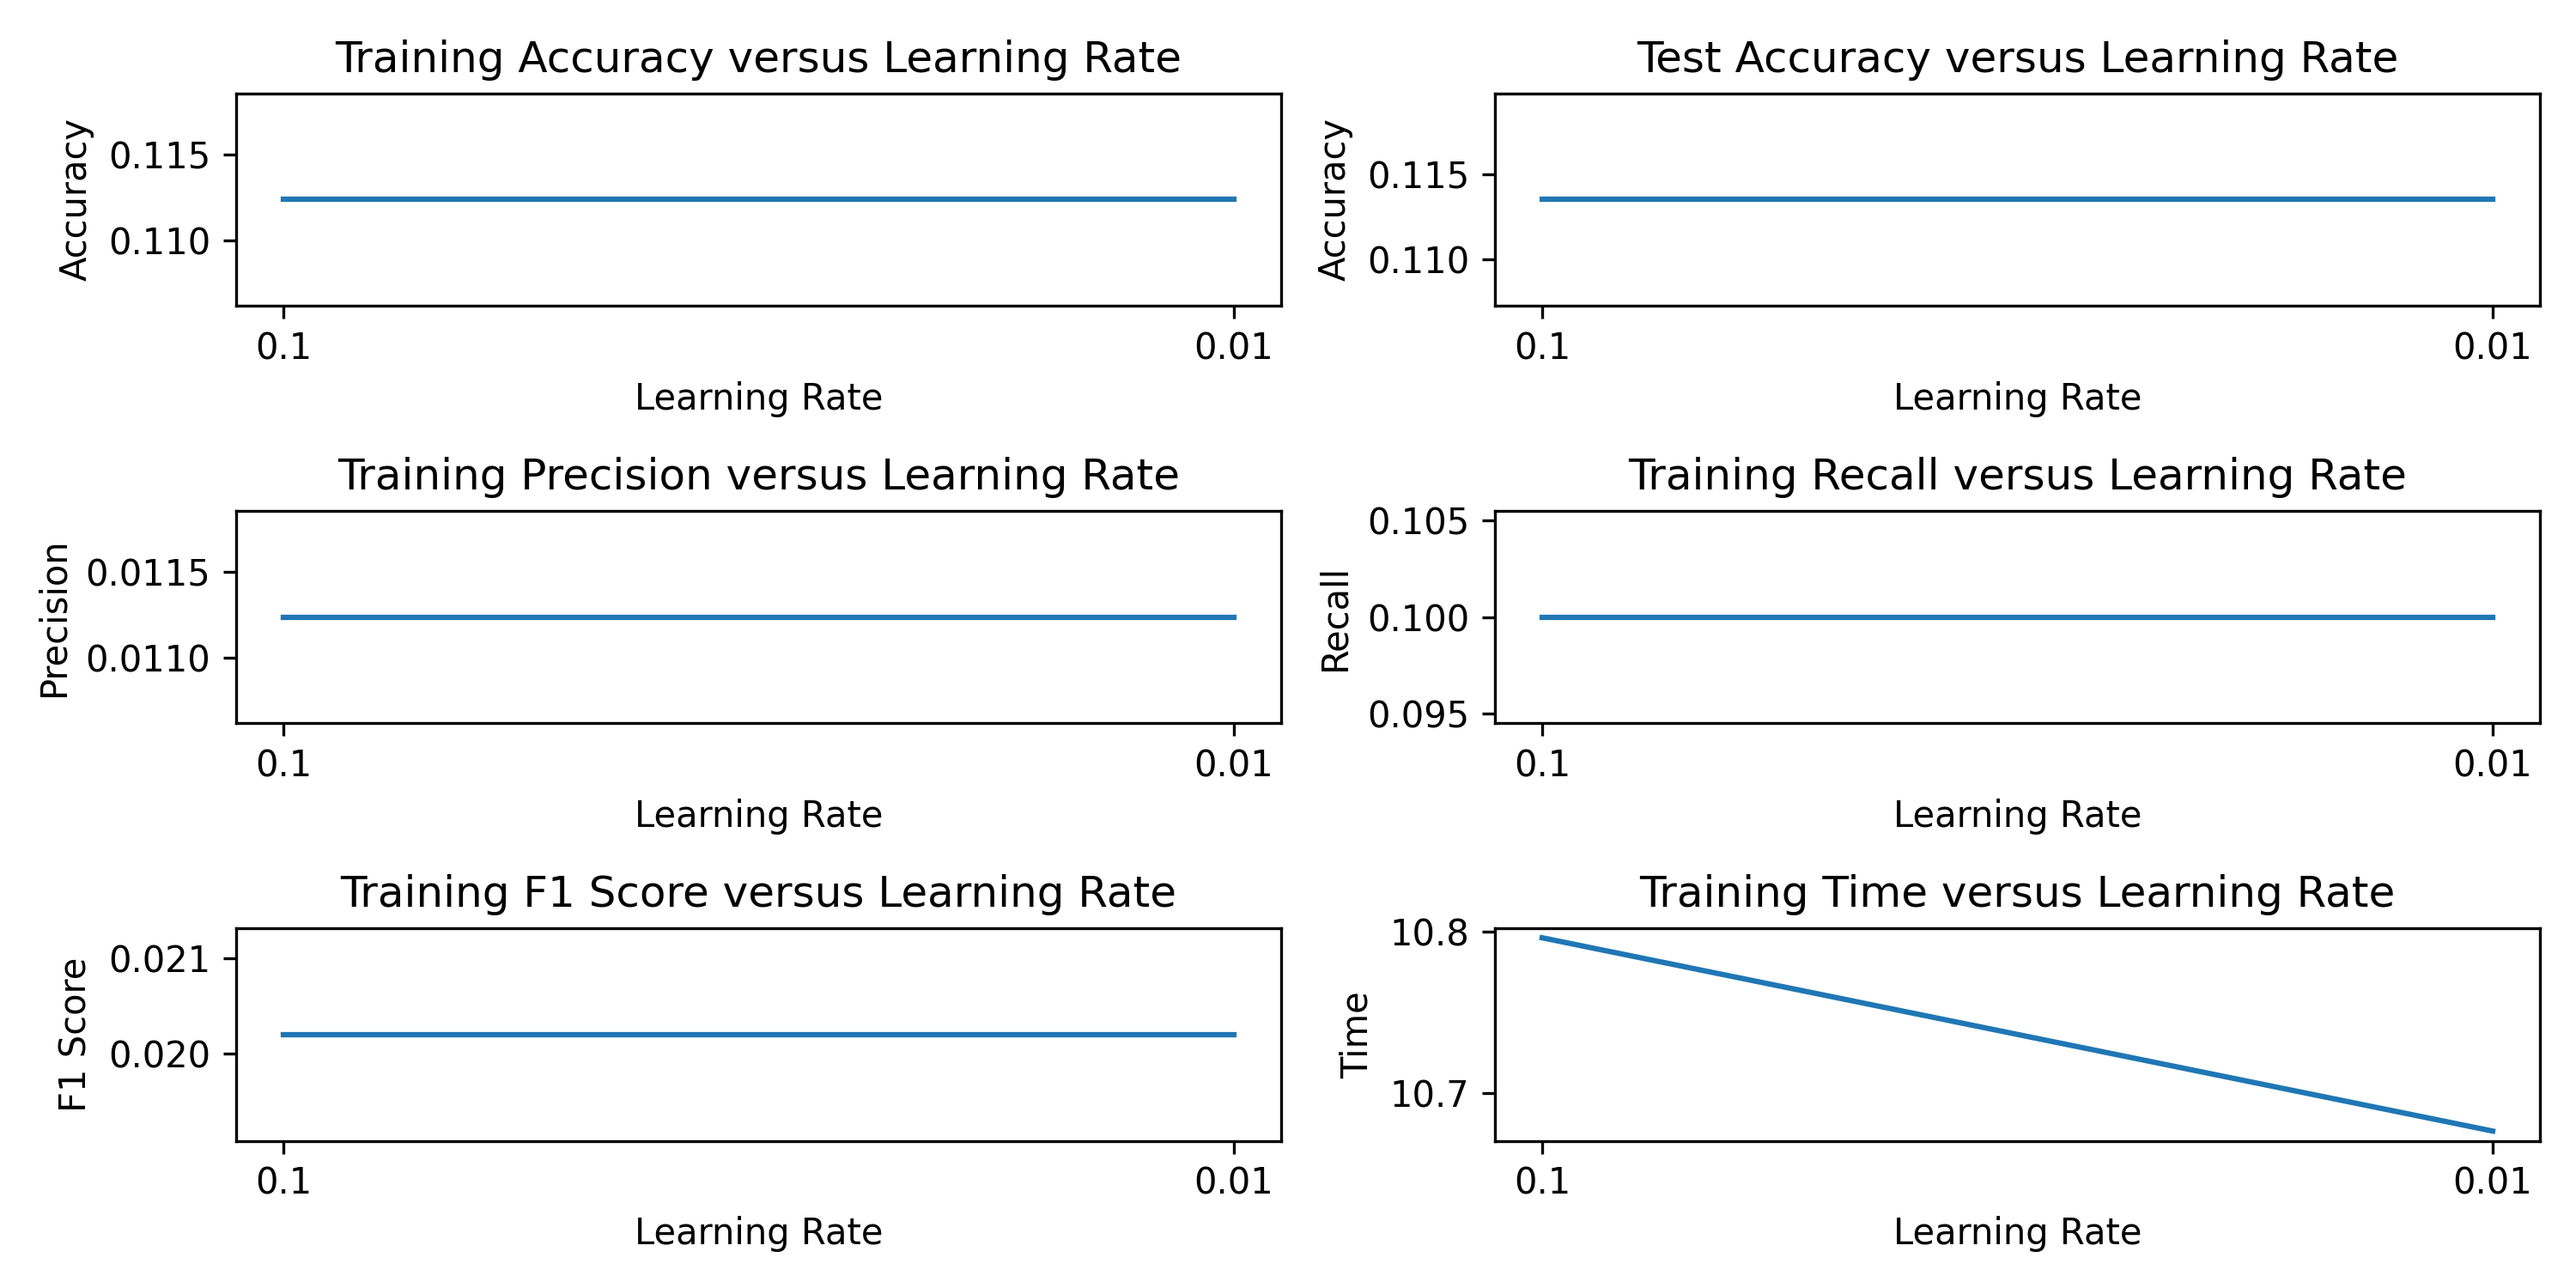 Training Accuracy versus Learning Rate
Accuracy
0.115
0.110
0.1
0.01
Learning Rate
Test Accuracy versus Learning Rate
Accuracy
0.115
0.110
0.1
0.01
Learning Rate
Training Precision versus Learning Rate
Precision
0.0115
0.0110
0.1
0.01
Learning Rate
Training Recall versus Learning Rate
Recall
0.105
0.100
0.095
0.1
0.01
Learning Rate
Training F1 Score versus Learning Rate
F1 Score
0.021
0.020
0.1
0.01
Learning Rate
Training Time versus Learning Rate
Time
10.8
10.7
0.1
0.01
Learning Rate